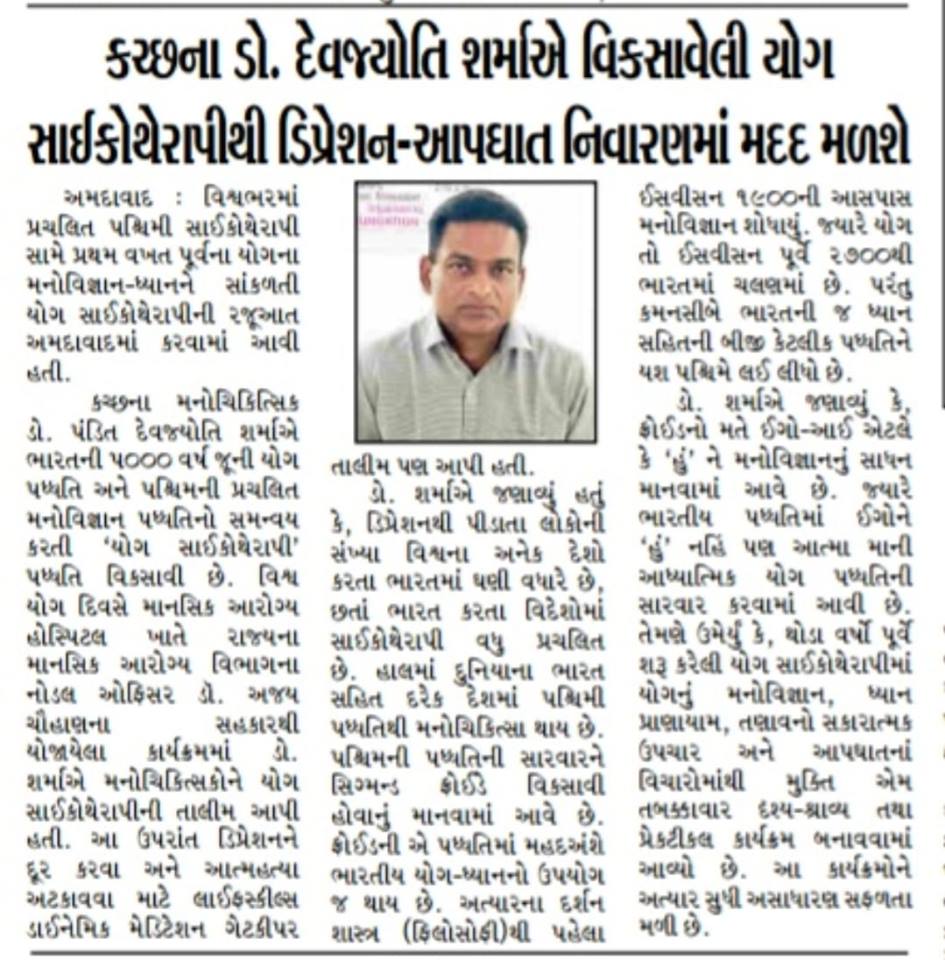 કચ્છના ડો. દેવજ્યોતિ શર્માએ વિકસાવેલી યોગ
સાઈકોથેરાપીથી ડિપ્રેશન-આપઘાત નિવારણમાં મદદ મળશે
અમદાવાદ : વિશ્વભરમાં
પ્રચલિત પશ્ચિમી સાઈકોથેરાપી
સામે પ્રથમ વખત પૂર્વના યોગના
મનોવિજ્ઞાન-ધ્યાનને સાંકળતી
યોગ સાઈકોથેરાપીની રજૂઆત
અમદાવાદમાં કરવામાં આવી
હતી.
કચ્છના મનોચિકિત્સિક
ડો. પંડિત દેવજ્યોતિ શર્માએ
ભારતની ૫૦૦૦ વર્ષ જૂની યોગ
પધ્ધતિ અને પશ્ચિમની પ્રચલિત
મનોવિજ્ઞાન પધ્ધતિનો સમન્વય
કરતી ‘યોગ સાઈકોથેરાપી’
પધ્ધતિ વિકસાવી છે. વિશ્વ
યોગ દિવસે માનસિક આરોગ્ય
હોસ્પિટલ ખાતે રાજયના
માનસિક આરોગ્ય વિભાગના
નોડલ ઓફિસર ડૉ. અજય
ચૌહાણના સહકારથી
યોજાયેલા કાર્યક્રમમાં ડો.
શર્માએ મનોચિકિત્સકોને યોગ
સાઈકોથેરાપીની તાલીમ આપી
હતી. આ ઉપરાંત ડિપ્રેશનને
દૂર કરવા અને આત્મહત્યા
અટકાવવા માટે લાઈફસ્કીલ્સ
ડાઈનેમિક મેડિટેશન ગેટકીપર
તાલીમ પણ આપી હતી.
ડો. શર્માએ જણાવ્યું હતું
કે, ડિપ્રેશનથી પીડાતા લોકોની
સંખ્યા વિશ્વના અનેક દેશો
કરતા ભારતમાં ઘણી વધારે છે,
છતાં ભારત કરતા વિદેશોમાં
સાઈકોથેરાપી વધુ પ્રચલિત
છે. હાલમાં દુનિયાના ભારત
સહિત દરેક દેશમાં પશ્ચિમી
પધ્ધતિથી મનોચિકિત્સા થાય છે.
પશ્ચિમની પધ્ધતિની સારવારને
સિગ્મન્ડ ફ્રોઈડે વિકસાવી
હોવાનું માનવામાં આવે છે.
ફ્રોઈડની એ પધ્ધતિમાં મહદઅંશે
ભારતીય યોગ-ધ્યાનનો ઉપયોગ
જ થાય છે. અત્યારના દર્શન
શાસ્ત્ર (ફિલોસોફી)થી પહેલા
ઈસવીસન ૧૯૦૦ની આસપાસ
મનોવિજ્ઞાન શોધાયું. જ્યારે યોગ
તો ઈસવીસન પૂર્વે ૨૭૦૦થી
ભારતમાં ચલણમાં છે. પરંતુ
કમનસીબે ભારતની જ ધ્યાન
સહિતની બીજી કેટલીક પધ્ધતિને
યશ પશ્ચિમે લઈ લીધો છે.
ડો. શર્માએ જણાવ્યું કે,
ફ્રોઈડનો મતે ઈગો-આઈ એટલે
કે ‘હું’ ને મનોવિજ્ઞાનનું સાધન
માનવામાં આવે છે. જ્યારે
ભારતીય પધ્ધતિમાં ઈગોને
‘હું’ નહિં પણ આત્મા માની
આધ્યાત્મિક યોગ પધ્ધતિની
સારવાર કરવામાં આવી છે.
તેમણે ઉમેર્યું કે, થોડા વર્ષો પૂર્વે
શરૂ કરેલી યોગ સાઈકોથેરાપીમાં
યોગનું મનોવિજ્ઞાન, ધ્યાન
પ્રાણાયામ, તણાવનો સકારાત્મક
ઉપચાર અને આપઘાતનાં
વિચારોમાંથી મુક્તિ એમ
તબક્કાવાર દૃશ્ય-શ્રાવ્ય તથા
પ્રેકટીકલ કાર્યક્રમ બનાવવામાં
આવ્યો છે. આ કાર્યક્રમોને
અત્યાર સુધી અસાધારણ સફળતા
મળી છે.